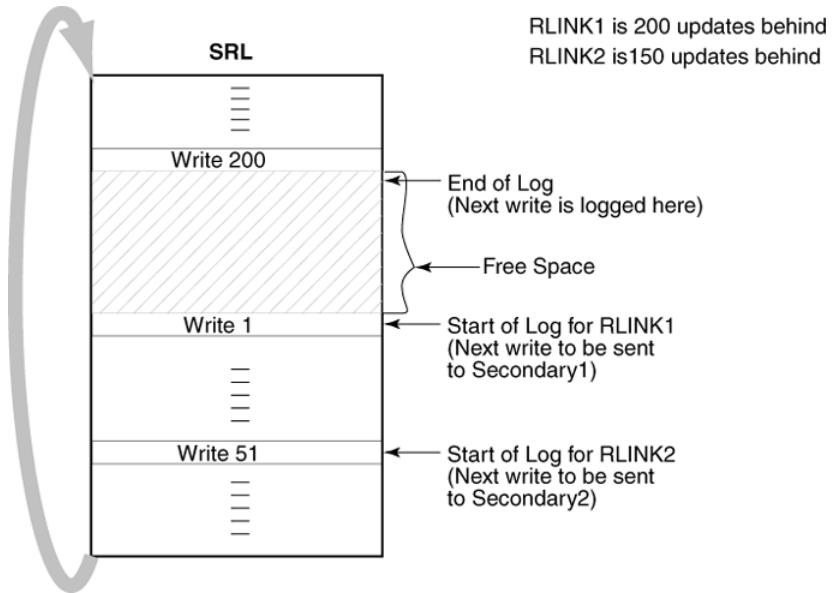 RLINK1 is 200 updates behind
RLINK2 is150 updates behind
SRL
Write 200
End of Log
(Next write is logged here)
Free Space
Write 1
Start of Log for RLINK1
(Next write to be sent
to Secondary1)
Write 51
Start of Log for RLINK2
(Next write to be sent
to Secondary2)